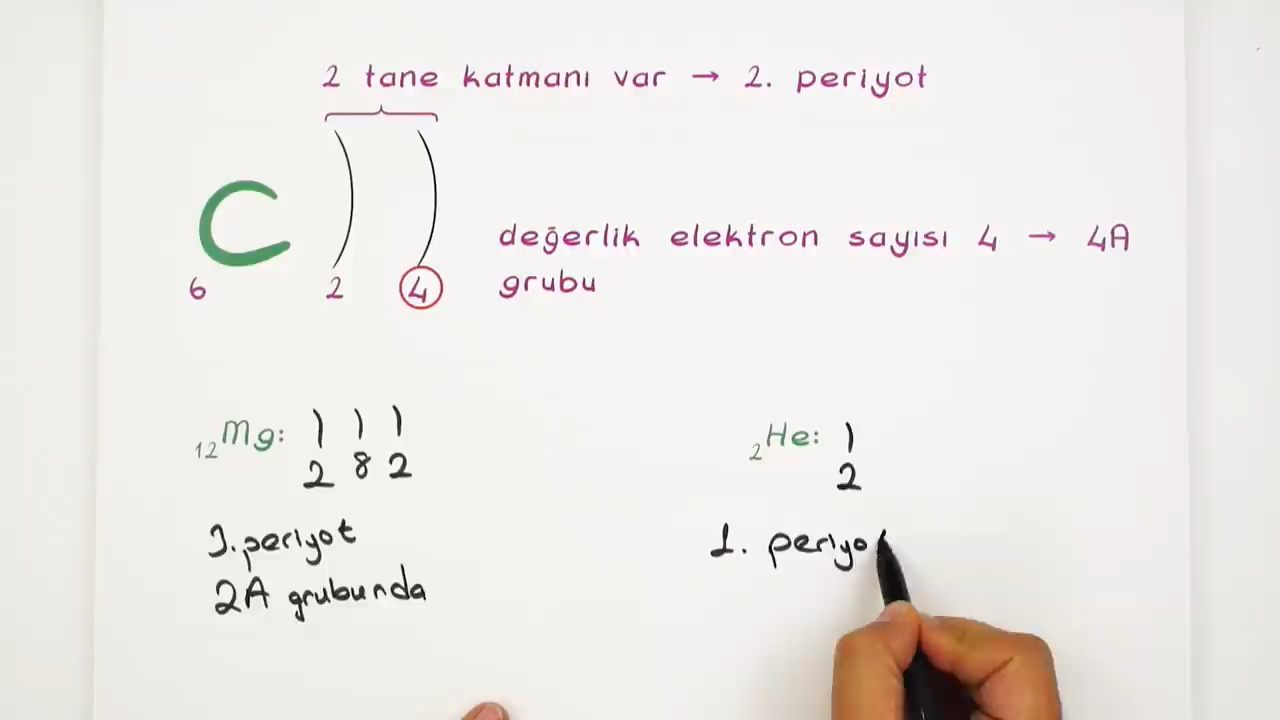 2 tane katmanı var → 2. periyot
C
6 2 4
değerlik elektron sayısı 4 → 4A
grubu
12Mg: ) ) )
2 8 2
3. periyot
2A grubunda
2He: )
2
1. periyo